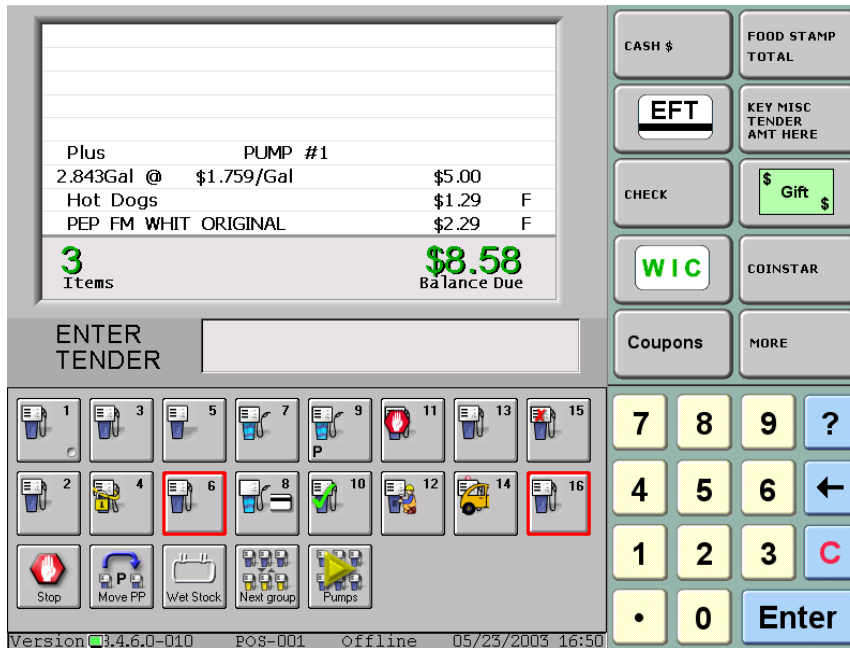 Plus PUMP #1
2.843Gal @ $1.759/Gal $5.00
Hot Dogs $1.29 F
PEP FM WHIT ORIGINAL $2.29 F
3 $8.58
Items Balance Due
ENTER
TENDER
CASH $
FOOD STAMP
TOTAL
EFT
KEY MISC
TENDER
AMT HERE
CHECK
$ Gift $
WIC
COINSTAR
Coupons
MORE
1 3 5 7 9 11 13 15
P
2 4 6 8 10 12 14 16
Stop
P
Move PP
Wet Stock
Next group
Pumps
7 8 9 ?
4 5 6 ←
1 2 3 C
• 0 Enter
Version 3.4.6.0-010 POS-001 Offline 05/23/2003 16:50